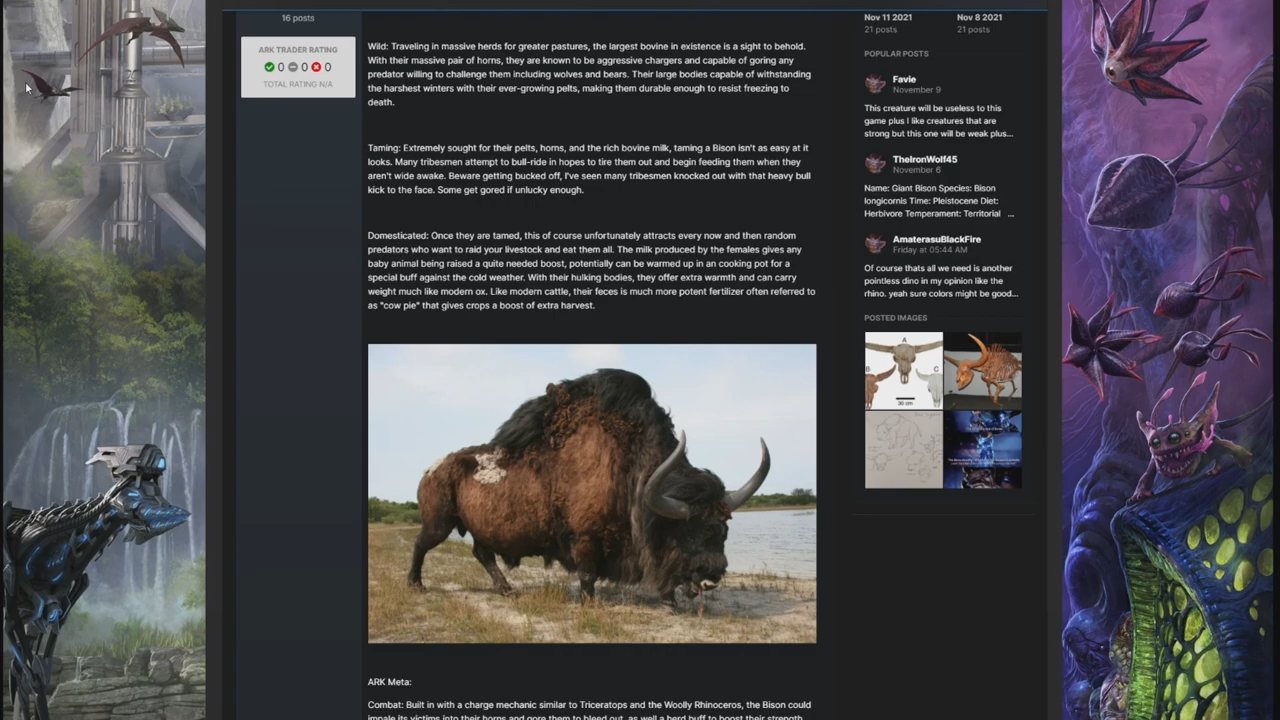 16 posts
ARK TRADER RATING
0 0 0
TOTAL RATING N/A
Wild: Traveling in massive herds for greater pastures, the largest bovine in existence is a sight to behold.
With their massive pair of horns, they are known to be aggressive chargers and capable of goring any
predator willing to challenge them including wolves and bears. Their large bodies capable of withstanding
the harshest winters with their ever-growing pelts, making them durable enough to resist freezing to
death.
Taming: Extremely sought for their pelts, horns, and the rich bovine milk, taming a Bison isn't as easy at it
looks. Many tribesmen attempt to bull-ride in hopes to tire them out and begin feeding them when they
aren't wide awake. Beware getting bucked off, I've seen many tribesmen knocked out with that heavy bull
kick to the face. Some get gored if unlucky enough.
Domesticated: Once they are tamed, this of course unfortunately attracts every now and then random
predators who want to raid your livestock and eat them all. The milk produced by the females gives any
baby animal being raised a quite needed boost, potentially can be warmed up in an cooking pot for a
special buff against the cold weather. With their hulking bodies, they offer extra warmth and can carry
weight much like modern ox. Like modern cattle, their feces is much more potent fertilizer often referred to
as "cow pie" that gives crops a boost of extra harvest.
ARK Meta:
Combat: Built in with a charge mechanic similar to Triceratops and the Woolly Rhinoceros, the Bison could
impale its victims into their horns and gore them to bleed out, as well a herd buff to boost their strength
Nov 11 2021 Nov 8 2021
21 posts 21 posts
POPULAR POSTS
Favie
November 9
This creature will be useless to this
game plus I like creatures that are
strong but this one will be weak plus...
TheIronWolf45
November 6
Name: Giant Bison Species: Bison
longicornis Time: Pleistocene Diet:
Herbivore Temperament: Territorial ...
AmaterasuBlackFire
Friday at 05:44 AM
Of course thats all we need is another
pointless dino in my opinion like the
rhino. yeah sure colors might be good...
POSTED IMAGES
A
B C